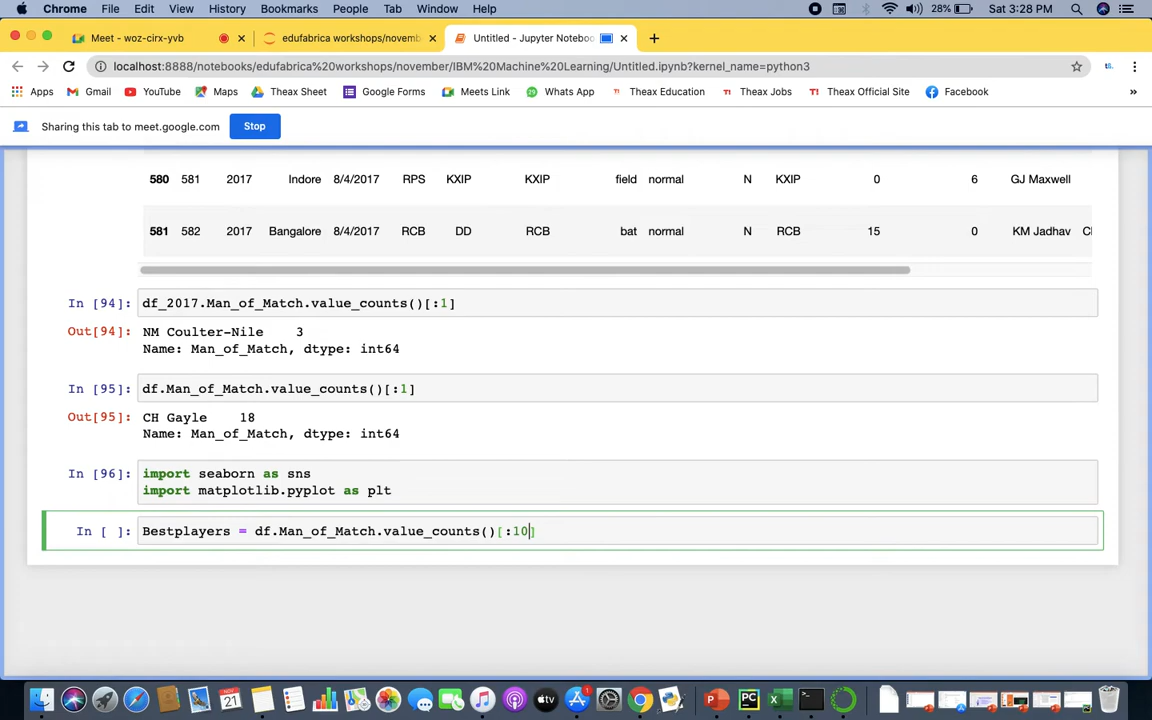 Chrome File Edit View History Bookmarks People Tab Window Help 28% Sat 3:28 PM
Meet - woz-cirx-yvb edufabrica workshops/novemb Untitled - Jupyter Noteboo
localhost:8888/notebooks/edufabrica%20workshops/november/IBM%20Machine%20Learning/Untitled.ipynb?kernel_name=python3
Apps Gmail YouTube Maps Theax Sheet Google Forms Meets Link Whats App Theax Education Theax Jobs Theax Official Site Facebook »
Sharing this tab to meet.google.com Stop
580 581 2017 Indore 8/4/2017 RPS KXIP KXIP field normal N KXIP 0 6 GJ Maxwell
581 582 2017 Bangalore 8/4/2017 RCB DD RCB bat normal N RCB 15 0 KM Jadhav
In [94]: df_2017.Man_of_Match.value_counts()[:1]
Out[94]: NM Coulter-Nile 3
Name: Man_of_Match, dtype: int64
In [95]: df.Man_of_Match.value_counts()[:1]
Out[95]: CH Gayle 18
Name: Man_of_Match, dtype: int64
In [96]: import seaborn as sns
import matplotlib.pyplot as plt
In [ ]: Bestplayers = df.Man_of_Match.value_counts()[:10]